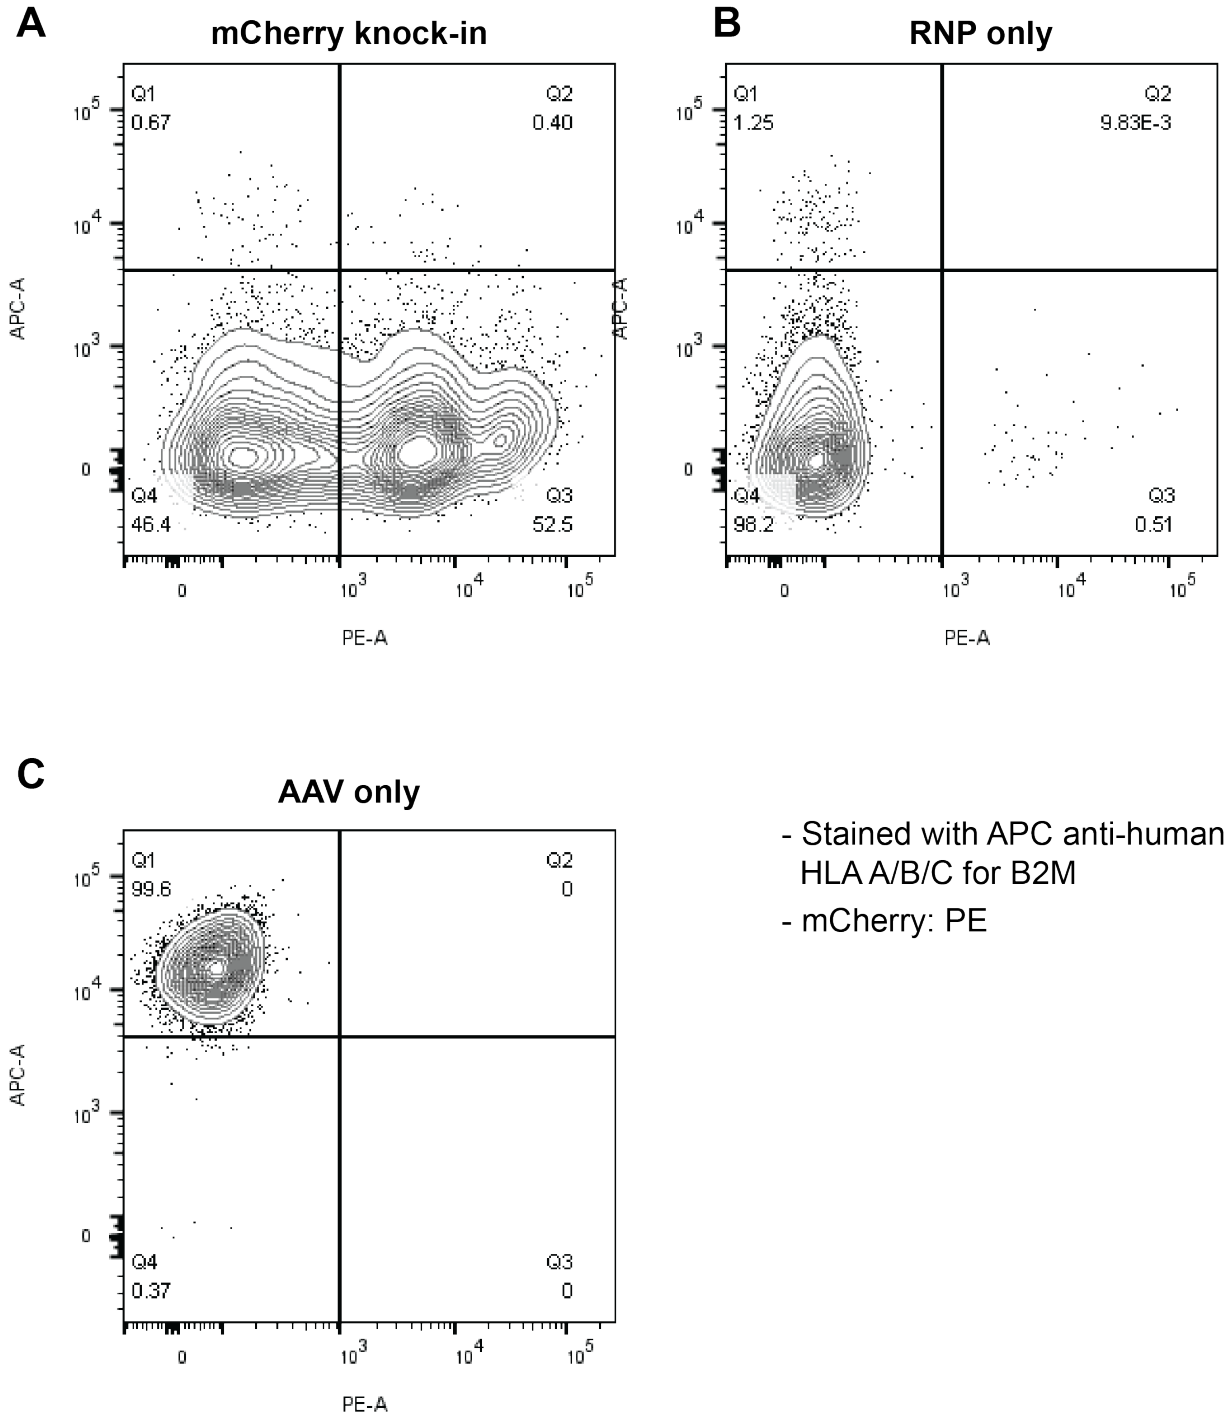 A
mCherry knock-in
Q1
0.67
Q2
0.40
10^5
10^4
10^3
0
APC-A
Q4
46.4
Q3
52.5
0
10^3
10^4
10^5
PE-A
B
RNP only
Q1
1.25
Q2
9.83E-3
10^5
10^4
10^3
0
APC-A
Q4
98.2
Q3
0.51
0
10^3
10^4
10^5
PE-A
C
AAV only
Q1
99.6
Q2
0
10^5
10^4
10^3
0
APC-A
Q4
0.37
Q3
0
0
10^3
10^4
10^5
PE-A
- Stained with APC anti-human
HLA A/B/C for B2M
- mCherry: PE